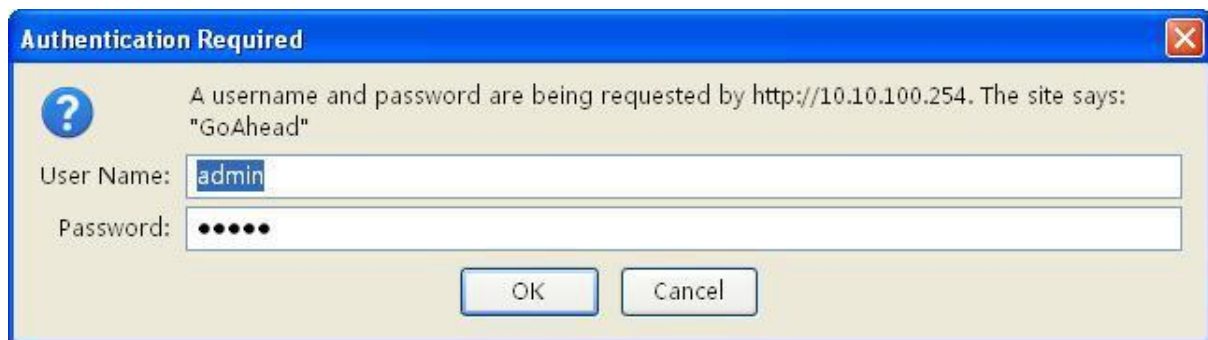 Authentication Required
A username and password are being requested by http://10.10.100.254. The site says:
"GoAhead"
User Name: admin
Password: •••••
OK Cancel